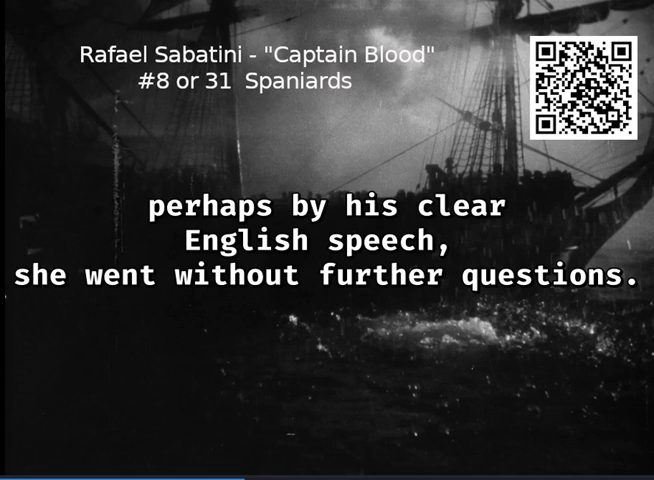 Rafael Sabatini - "Captain Blood"
#8 or 31  Spaniards
perhaps by his clear
English speech,
she went without further questions.